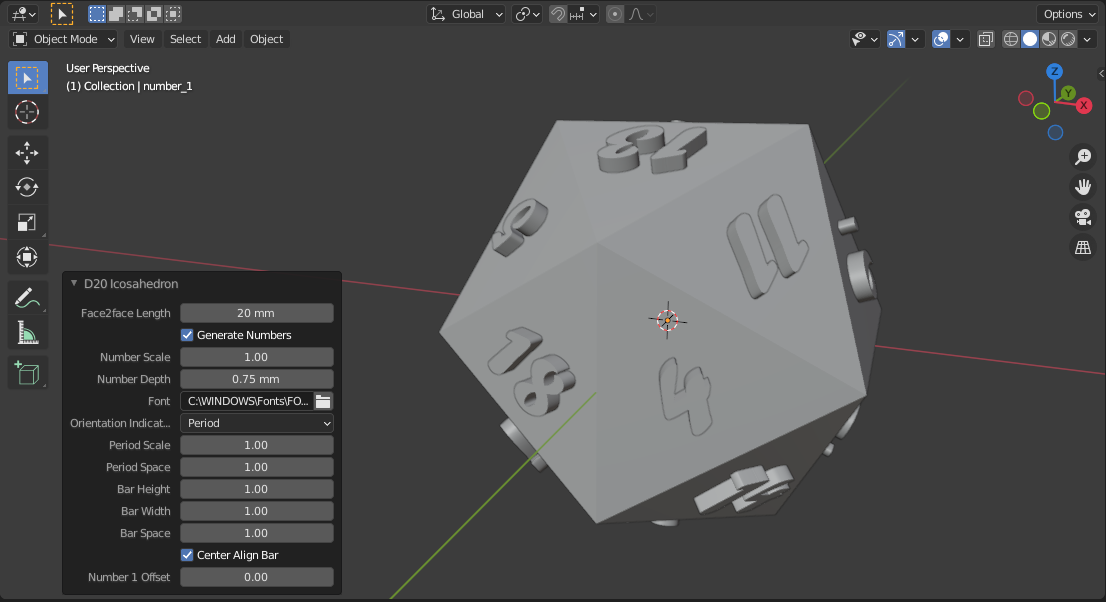 Global
Options
Object Mode
View
Select
Add
Object
User Perspective
(1) Collection | number_1
Z
Y
X
D20 Icosahedron
Face2face Length
20 mm
Generate Numbers
Number Scale
1.00
Number Depth
0.75 mm
Font
C:\WINDOWS\Fonts\FO...
Orientation Indicat...
Period
Period Scale
1.00
Period Space
1.00
Bar Height
1.00
Bar Width
1.00
Bar Space
1.00
Center Align Bar
Number 1 Offset
0.00
13
11
18
4